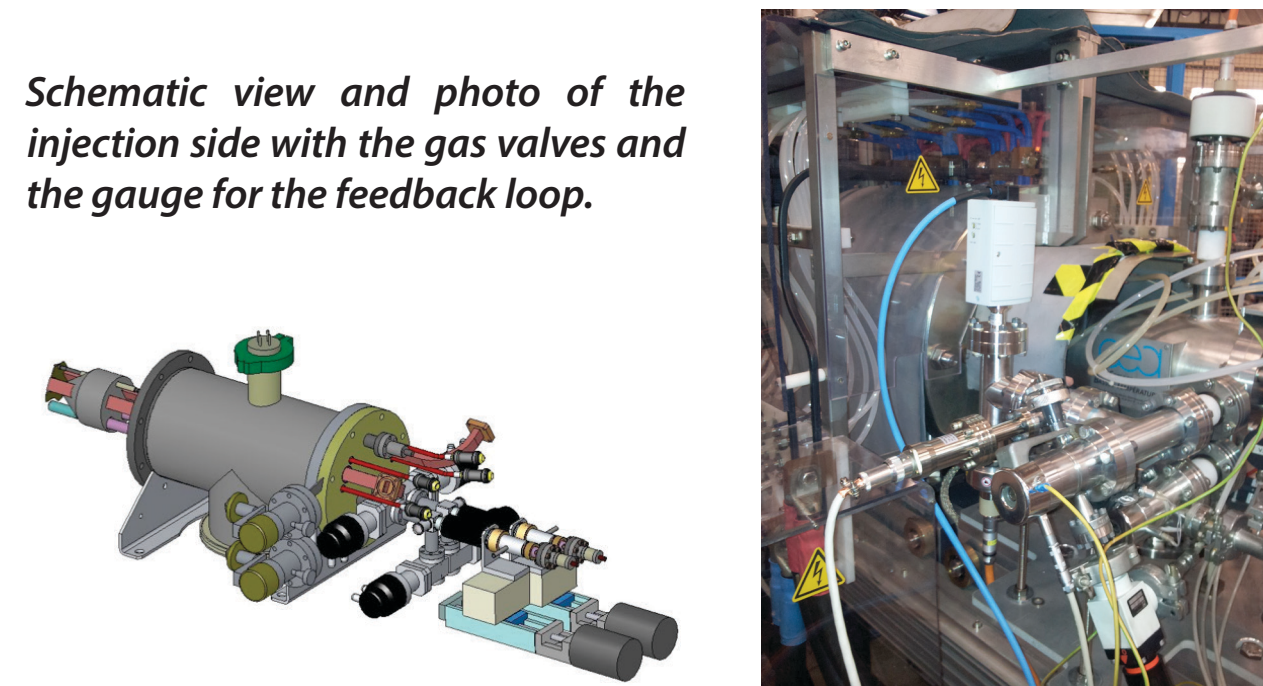 Schematic view and photo of the
injection side with the gas valves and
the gauge for the feedback loop.
cea